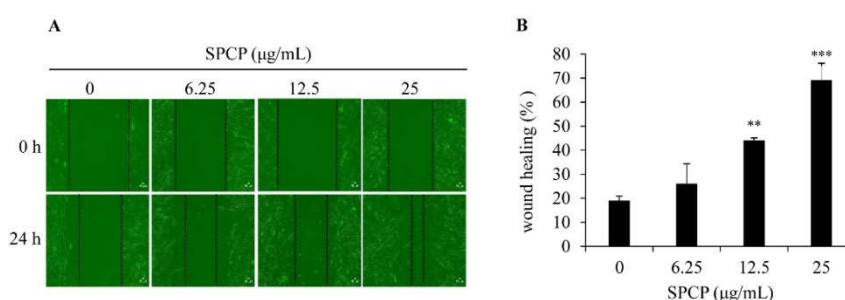 A
SPCP (μg/mL)
0 6.25 12.5 25
0 h
24 h
B
wound healing (% )
80
70
60
50
40
30
20
10
0
**
***
0 6.25 12.5 25
SPCP (μg/mL)